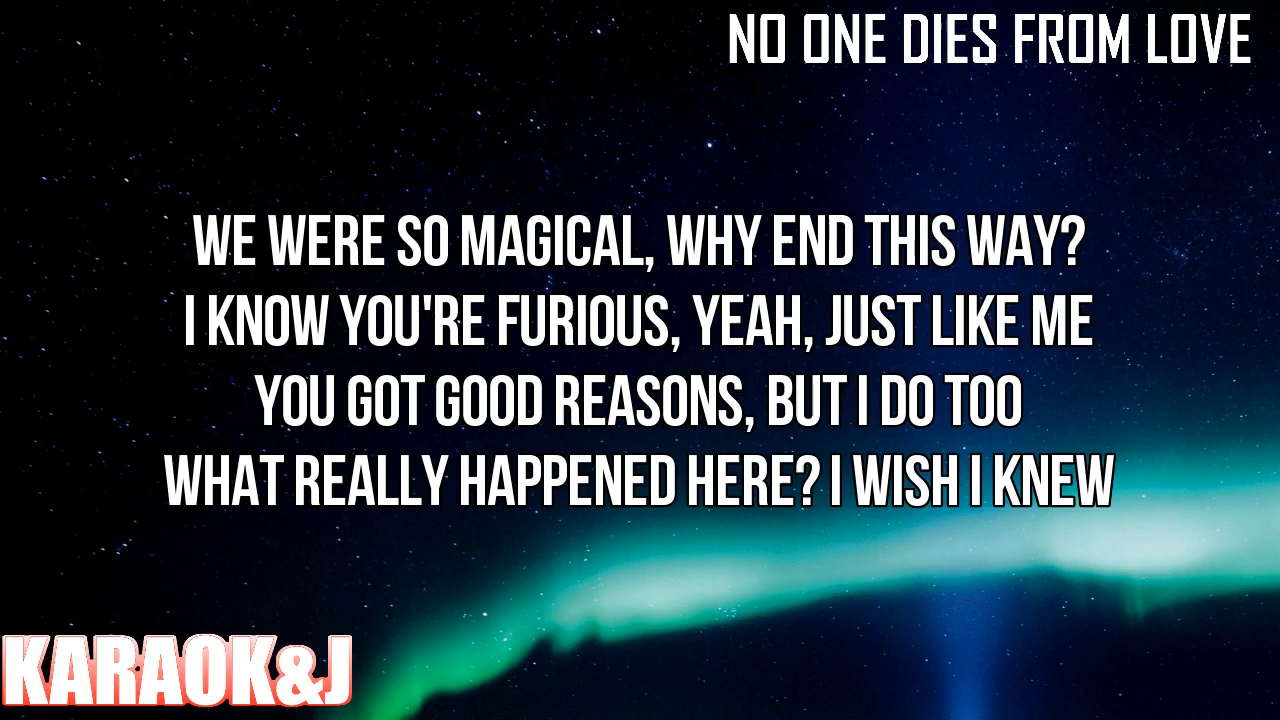 NO ONE DIES FROM LOVE
WE WERE SO MAGICAL, WHY END THIS WAY?
I KNOW YOU'RE FURIOUS, YEAH, JUST LIKE ME
YOU GOT GOOD REASONS, BUT I DO TOO
WHAT REALLY HAPPENED HERE? I WISH I KNEW
KARAOK&J